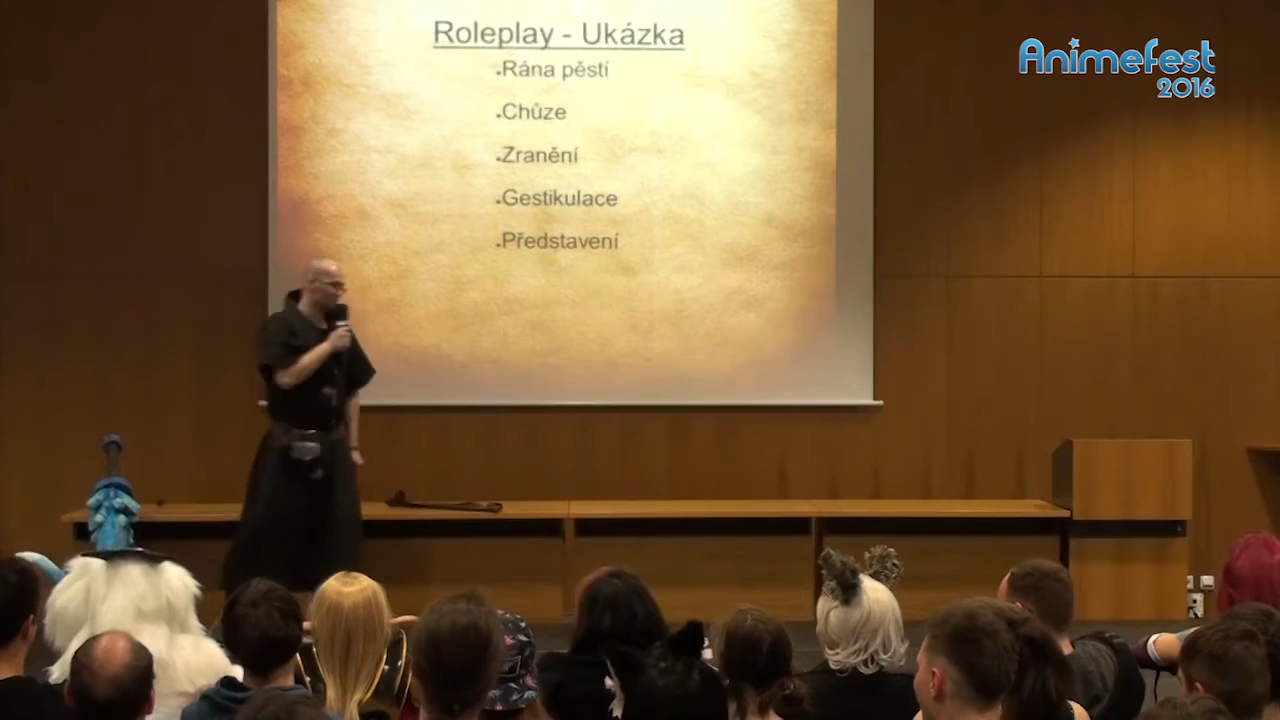 Roleplay - Ukázka
.Rána pěstí
.Chůze
.Zranění
.Gestikulace
.Představení
Animefest
2016